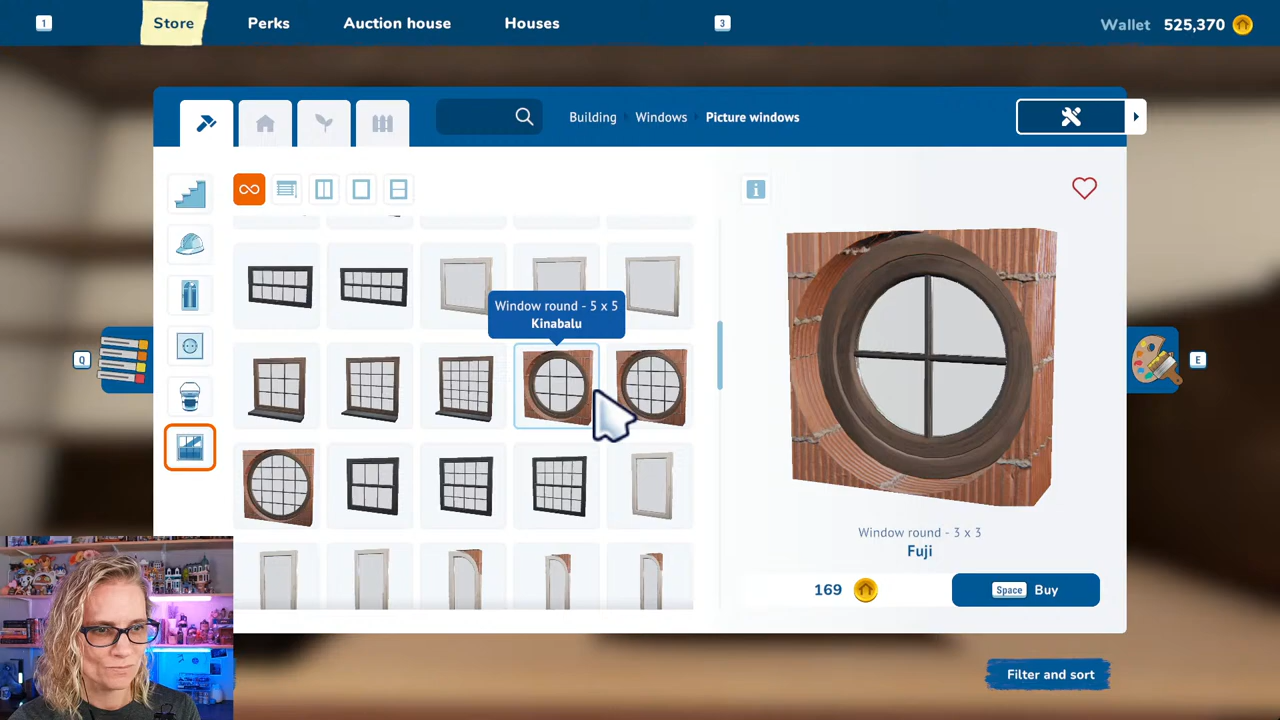 1
Store
Perks
Auction house
Houses
3
Wallet 525,370
Building
Windows
Picture windows
Window round - 5 x 5
Kinabalu
Q
E
Window round - 3 x 3
Fuji
169
Space Buy
Filter and sort